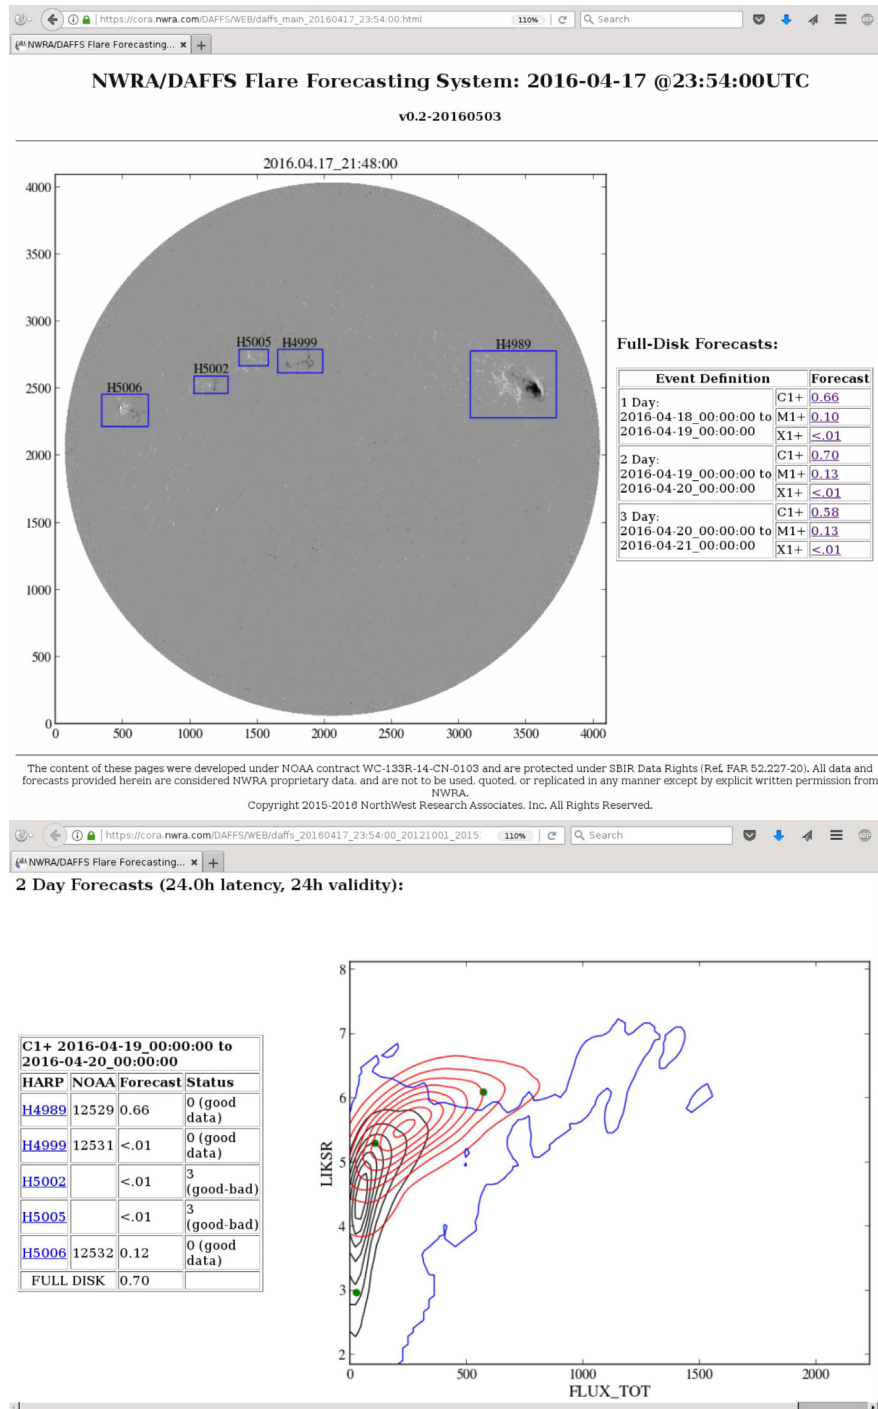 https://cora.nwra.com/DAFFS/WEB/daffs_main_20160417_23:54:00.html
110%
Search
NWRA/DAFFS Flare Forecasting...
NWRA/DAFFS Flare Forecasting System: 2016-04-17 @23:54:00UTC
v0.2-20160503
2016.04.17_21:48:00
4000
3500
3000
2500
2000
1500
1000
500
0
H5006
H5002
H5005
H4999
H4989
0 500 1000 1500 2000 2500 3000 3500 4000
Full-Disk Forecasts:
Event Definition Forecast
1 Day:
2016-04-18_00:00:00 to
2016-04-19_00:00:00
C1+ 0.66
M1+ 0.10
X1+ <.01
2 Day:
2016-04-19_00:00:00 to
2016-04-20_00:00:00
C1+ 0.70
M1+ 0.13
X1+ <.01
3 Day:
2016-04-20_00:00:00 to
2016-04-21_00:00:00
C1+ 0.58
M1+ 0.13
X1+ <.01
The content of these pages were developed under NOAA contract WC-133R-14-CN-0103 and are protected under SBIR Data Rights (Ref. FAR 52.227-20). All data and
forecasts provided herein are considered NWRA proprietary data, and are not to be used, quoted, or replicated in any manner except by explicit written permission from
NWRA.
Copyright 2015-2016 NorthWest Research Associates, Inc. All Rights Reserved.
https://cora.nwra.com/DAFFS/WEB/daffs_20160417_23:54:00_20121001_2015
110%
Search
NWRA/DAFFS Flare Forecasting...
2 Day Forecasts (24.0h latency, 24h validity):
C1+ 2016-04-19_00:00:00 to
2016-04-20_00:00:00
HARP NOAA Forecast Status
H4989 12529 0.66 0 (good
data)
H4999 12531 <.01 0 (good
data)
H5002 <.01 3
(good-bad)
H5005 <.01 3
(good-bad)
H5006 12532 0.12 0 (good
data)
FULL DISK 0.70
LIKSR
8
7
6
5
4
3
2
0 500 1000 1500 2000
FLUX_TOT